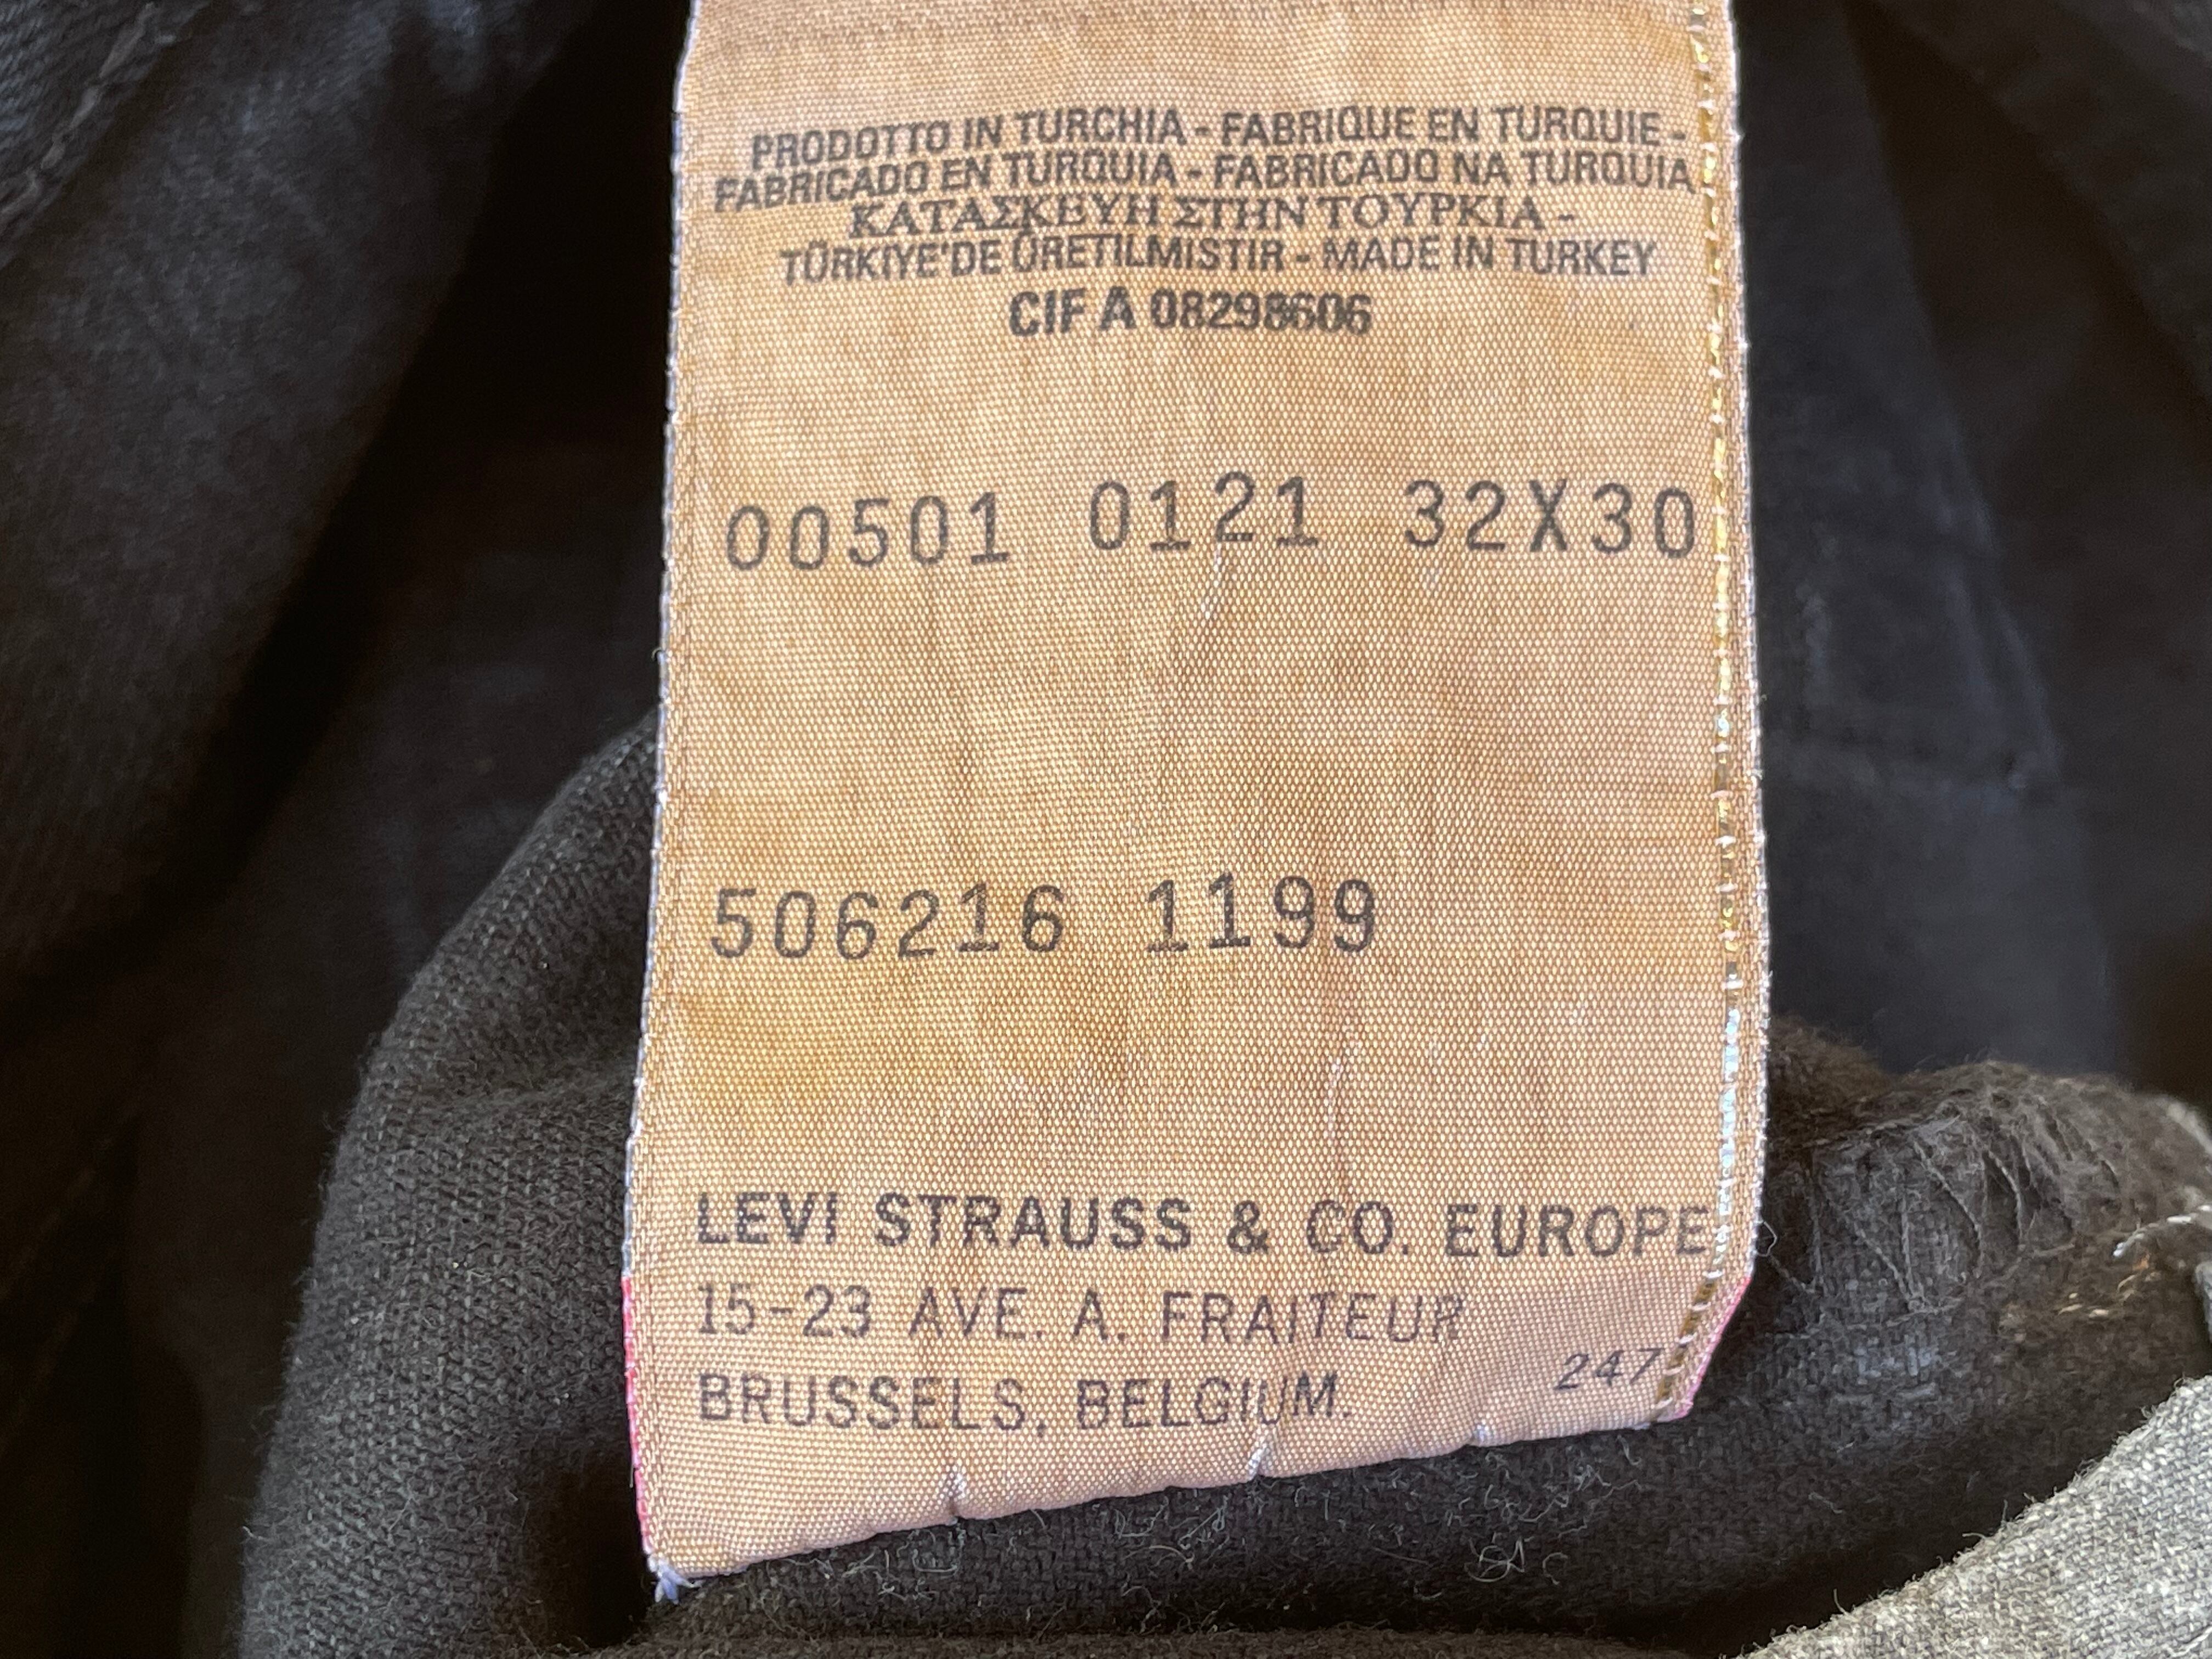 PRODOTTO IN TURCHIA - FABRIQUE EN TURQUIE -
FABRICADO EN TURQUIA - FABRICADO NA TURQUIA
ΚΑΤΑΣΚΕΥΗ ΣΤΗΝ ΤΟΥΡΚΙΑ -
TÜRKIYE'DE ÜRETILMISTIR - MADE IN TURKEY
CIF A 08298606
00501 0121 32X30
506216 1199
LEVI STRAUSS & CO. EUROPE
15-23 AVE. A. FRAITEUR
BRUSSELS, BELGIUM.
247